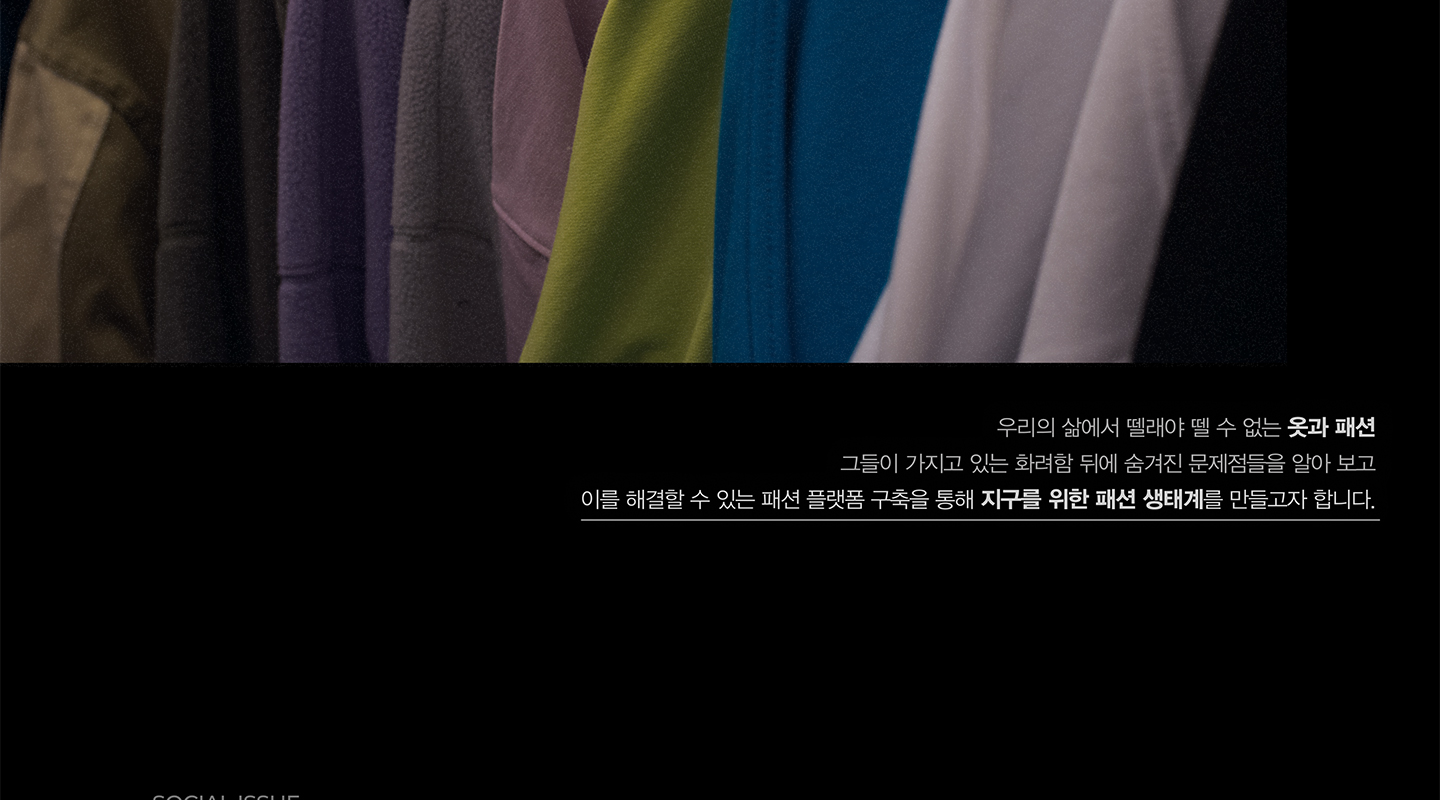 우리의 삶에서 뗄래야 뗄 수 없는 옷과 패션
그들이 가지고 있는 화려함 뒤에 숨겨진 문제점들을 알아 보고
이를 해결할 수 있는 패션 플랫폼 구축을 통해 지구를 위한 패션 생태계를 만들고자 합니다.
SOCIAL ISSUE